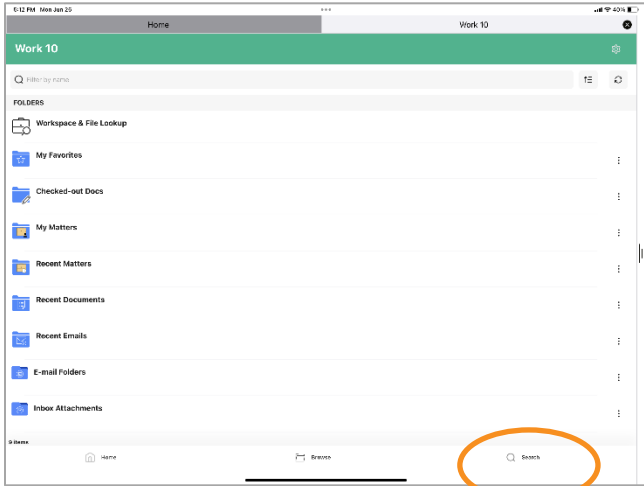 5:12 PM Mon Jun 26
40%
Home
Work 10
Work 10
Filter by name
FOLDERS
Workspace & File Lookup
My Favorites
Checked-out Docs
My Matters
Recent Matters
Recent Documents
Recent Emails
E-mail Folders
Inbox Attachments
9 items
Home
Browse
Search